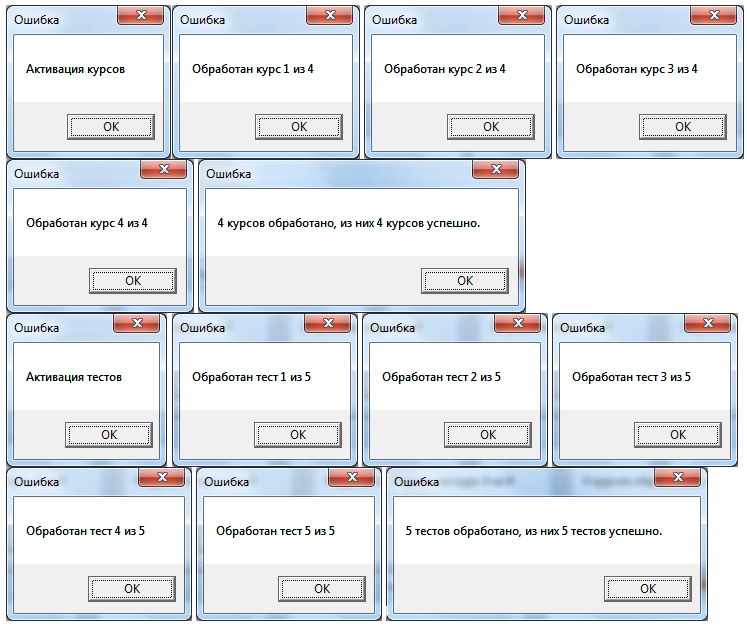 Ошибка
Активация курсов
OK
Ошибка
Обработан курс 1 из 4
OK
Ошибка
Обработан курс 2 из 4
OK
Ошибка
Обработан курс 3 из 4
OK
Ошибка
Обработан курс 4 из 4
OK
Ошибка
4 курсов обработано, из них 4 курсов успешно.
OK
Ошибка
Активация тестов
OK
Ошибка
Обработан тест 1 из 5
OK
Ошибка
Обработан тест 2 из 5
OK
Ошибка
Обработан тест 3 из 5
OK
Ошибка
Обработан тест 4 из 5
OK
Ошибка
Обработан тест 5 из 5
OK
Ошибка
5 тестов обработано, из них 5 тестов успешно.
OK